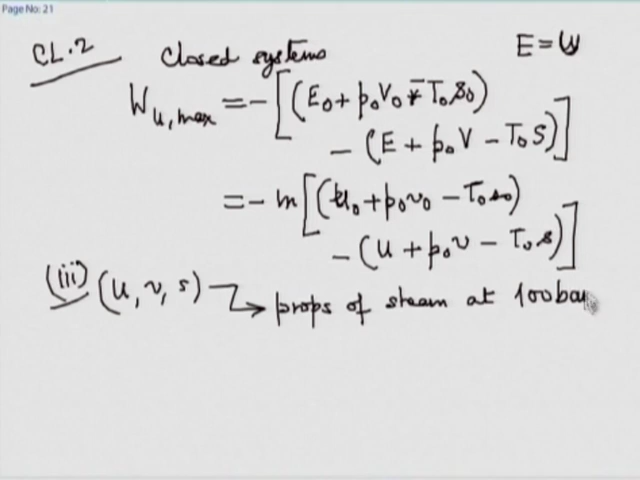 Page No: 21
CL.2 Closed systems E = U
W_{u, max} = - [(E₀ + p₀V₀ - T₀S₀)
- (E + p₀V - T₀S)]
= - m [(u₀ + p₀v₀ - T₀s₀)
- (u + p₀v - T₀s)]
(iii) (u, v, s) → props of steam at 100 bar